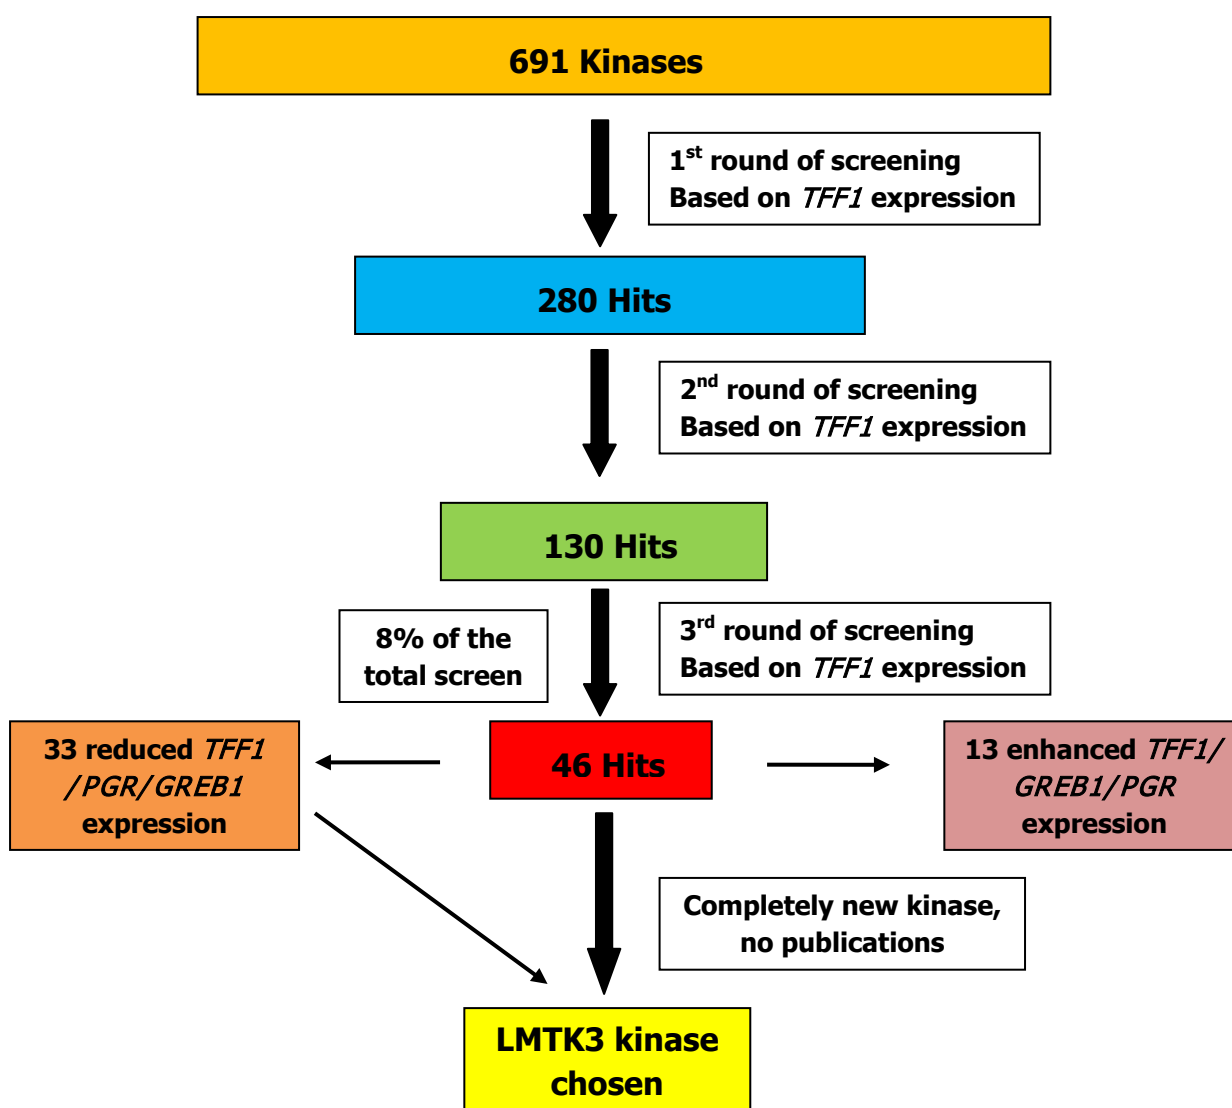 691 Kinases
1st round of screening
Based on TFF1 expression
280 Hits
2nd round of screening
Based on TFF1 expression
130 Hits
8% of the
total screen
3rd round of screening
Based on TFF1 expression
33 reduced TFF1
/PGR/GREB1
expression
46 Hits
13 enhanced TFF1/
GREB1/PGR
expression
Completely new kinase,
no publications
LMTK3 kinase
chosen